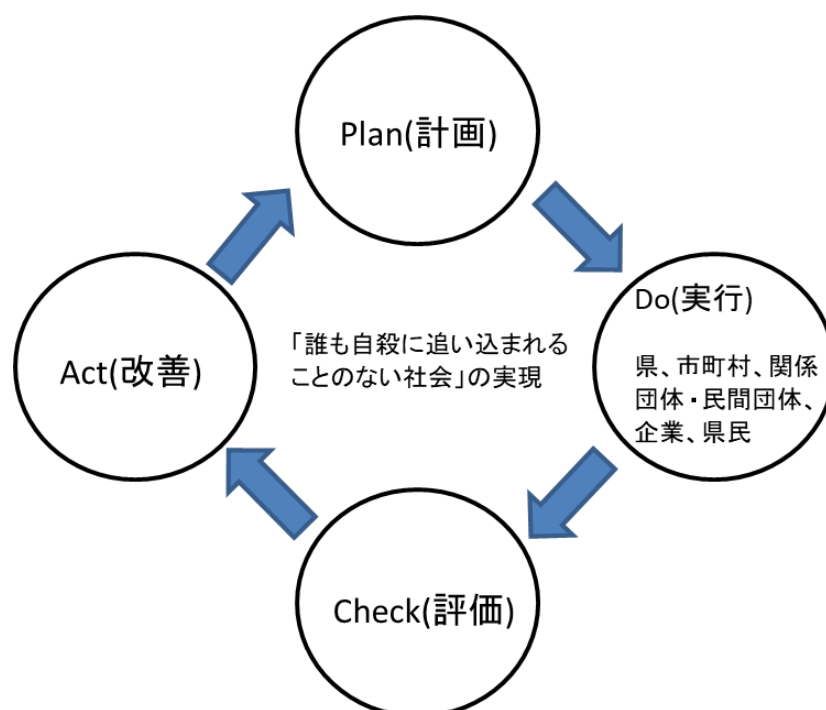 Plan(計画)
Do(実行)
県、市町村、関係
団体・民間団体、
企業、県民
「誰も自殺に追い込まれる
ことのない社会」の実現
Act(改善)
Check(評価)